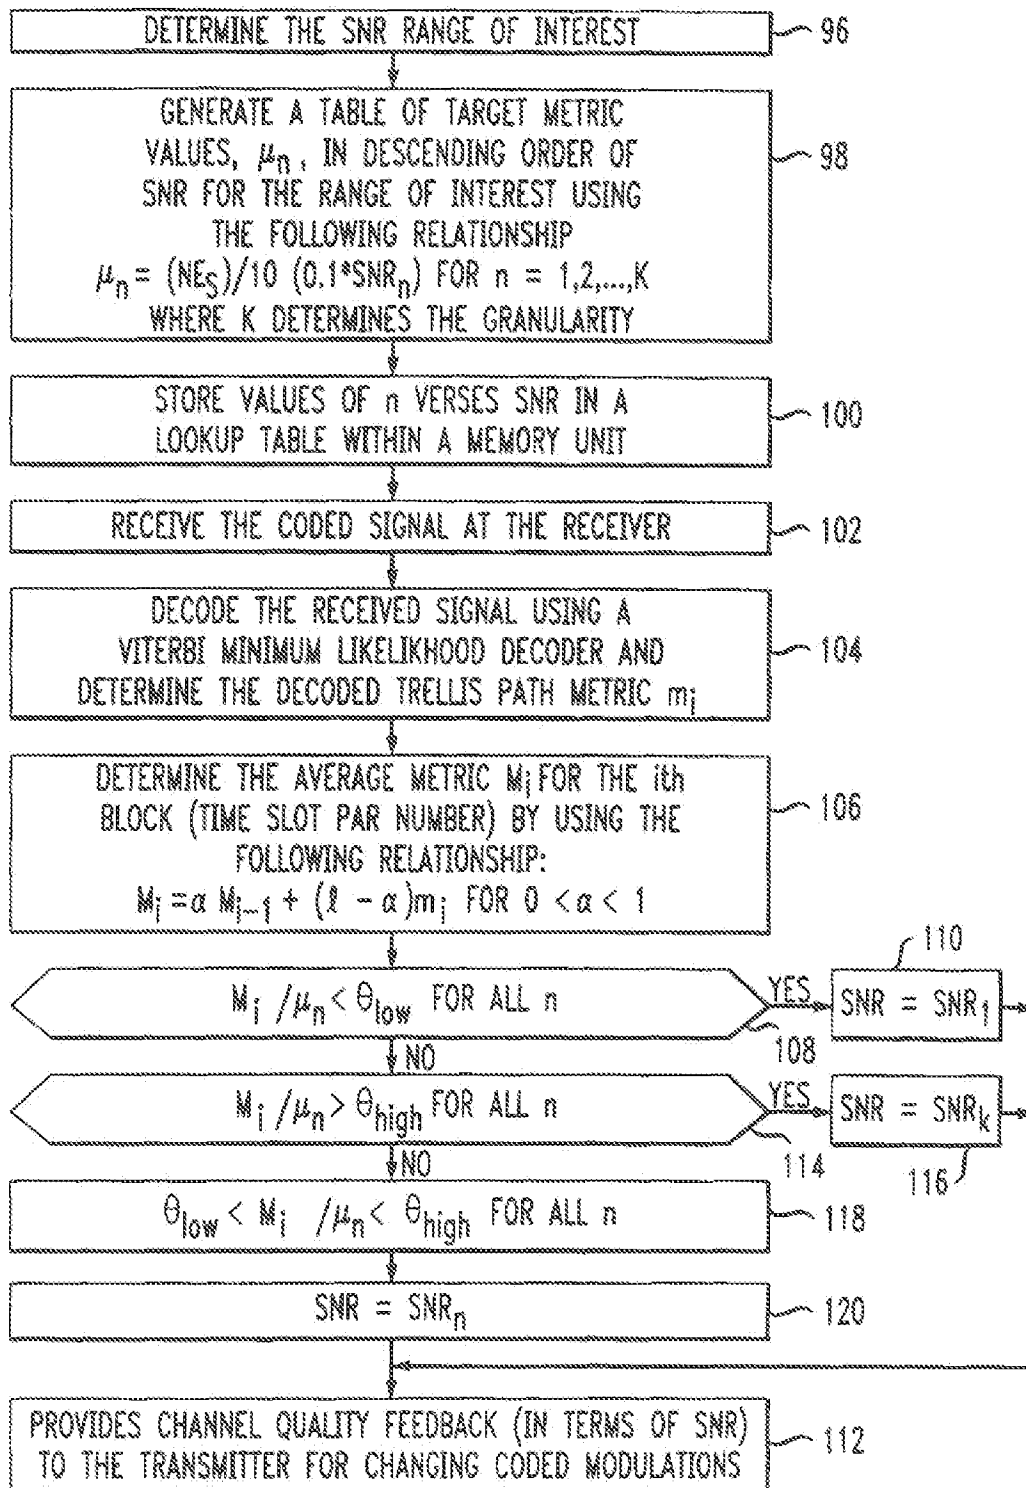 DETERMINE THE SNR RANGE OF INTEREST
96
GENERATE A TABLE OF TARGET METRIC
VALUES, μn, IN DESCENDING ORDER OF
SNR FOR THE RANGE OF INTEREST USING
THE FOLLOWING RELATIONSHIP
μn = (NES)/10 (0.1*SNRn) FOR n = 1,2,...,K
WHERE K DETERMINES THE GRANULARITY
98
STORE VALUES OF n VERSES SNR IN A
LOOKUP TABLE WITHIN A MEMORY UNIT
100
RECEIVE THE CODED SIGNAL AT THE RECEIVER
102
DECODE THE RECEIVED SIGNAL USING A
VITERBI MINIMUM LIKELIKHOOD DECODER AND
DETERMINE THE DECODED TRELLIS PATH METRIC mi
104
DETERMINE THE AVERAGE METRIC Mi FOR THE ith
BLOCK (TIME SLOT PAR NUMBER) BY USING THE
FOLLOWING RELATIONSHIP:
Mi = α Mi-1 + (ℓ - α)mi FOR 0 < α < 1
106
Mi /μn < θlow FOR ALL n
108
YES
SNR = SNR1
110
NO
Mi /μn > θhigh FOR ALL n
114
YES
SNR = SNRk
116
NO
θlow < Mi /μn < θhigh FOR ALL n
118
SNR = SNRn
120
PROVIDES CHANNEL QUALITY FEEDBACK (IN TERMS OF SNR)
TO THE TRANSMITTER FOR CHANGING CODED MODULATIONS
112